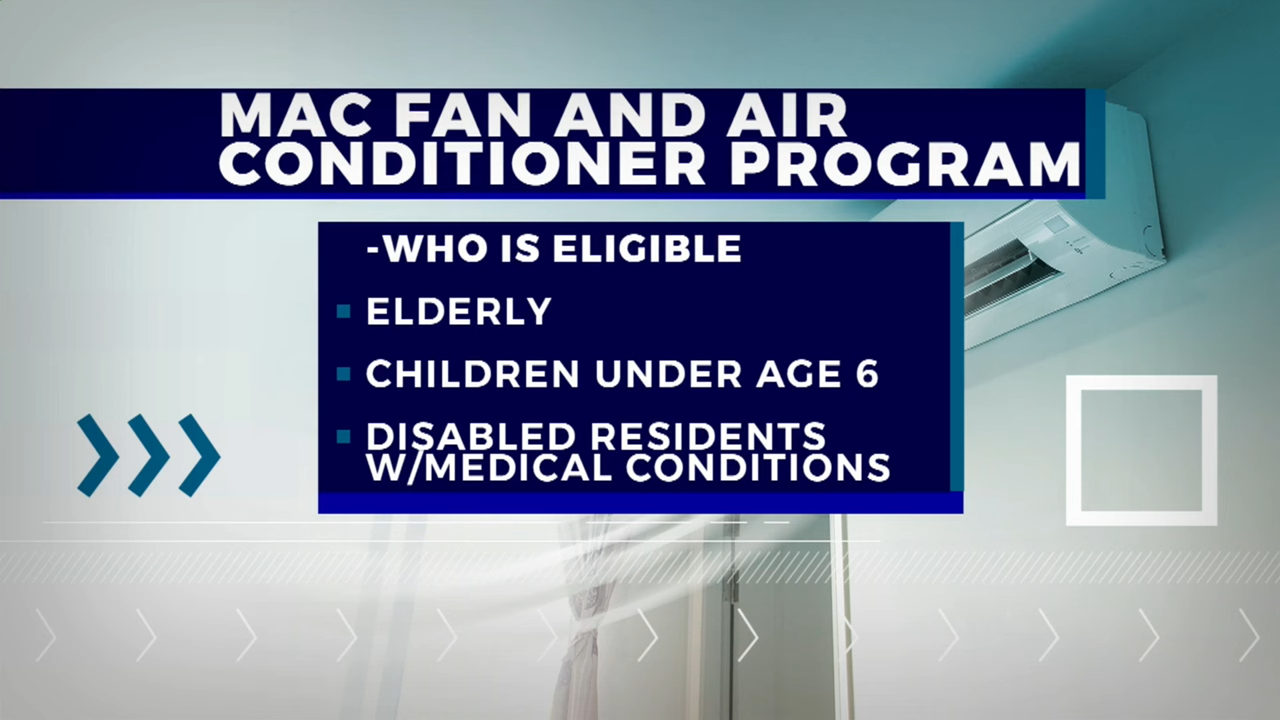 MAC FAN AND AIR
CONDITIONER PROGRAM
-WHO IS ELIGIBLE
ELDERLY
CHILDREN UNDER AGE 6
DISABLED RESIDENTS
W/MEDICAL CONDITIONS